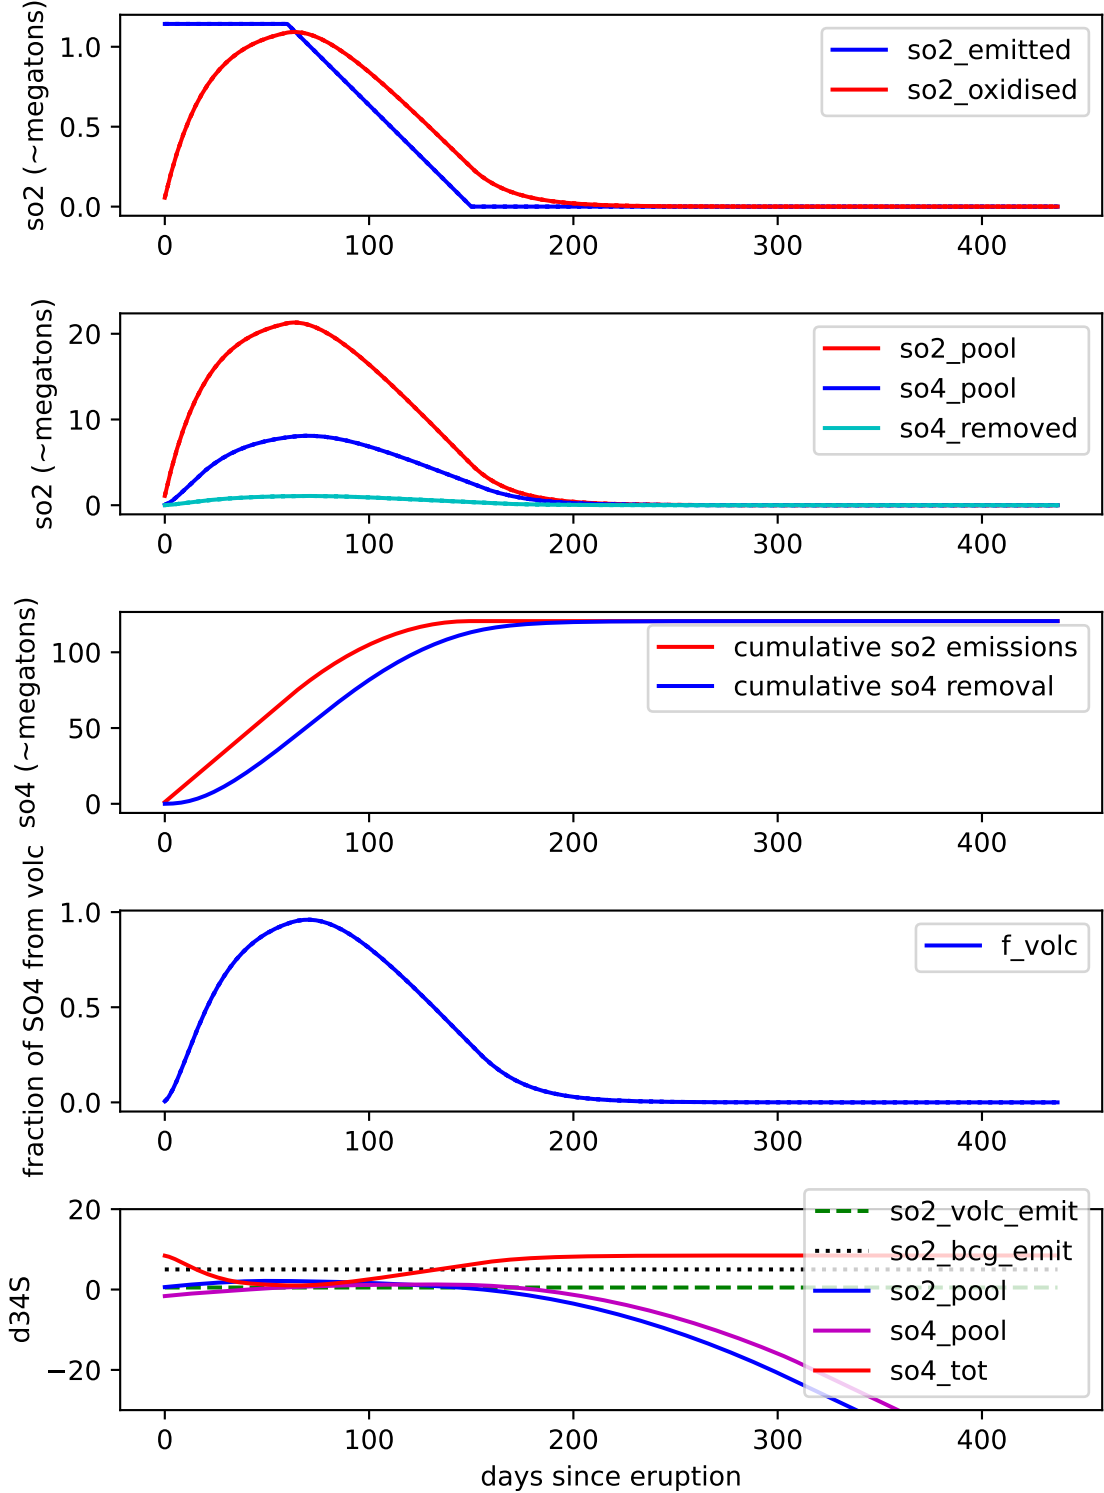 so2 (~megatons)
1.0
0.5
0.0
so2_emitted
so2_oxidised
0 100 200 300 400
so2 (~megatons)
20
10
0
so2_pool
so4_pool
so4_removed
0 100 200 300 400
so4 (~megatons)
100
50
0
cumulative so2 emissions
cumulative so4 removal
0 100 200 300 400
fraction of SO4 from volc
1.0
0.5
0.0
f_volc
0 100 200 300 400
d34S
20
0
−20
so2_volc_emit
so2_bcg_emit
so2_pool
so4_pool
so4_tot
0 100 200 300 400
days since eruption